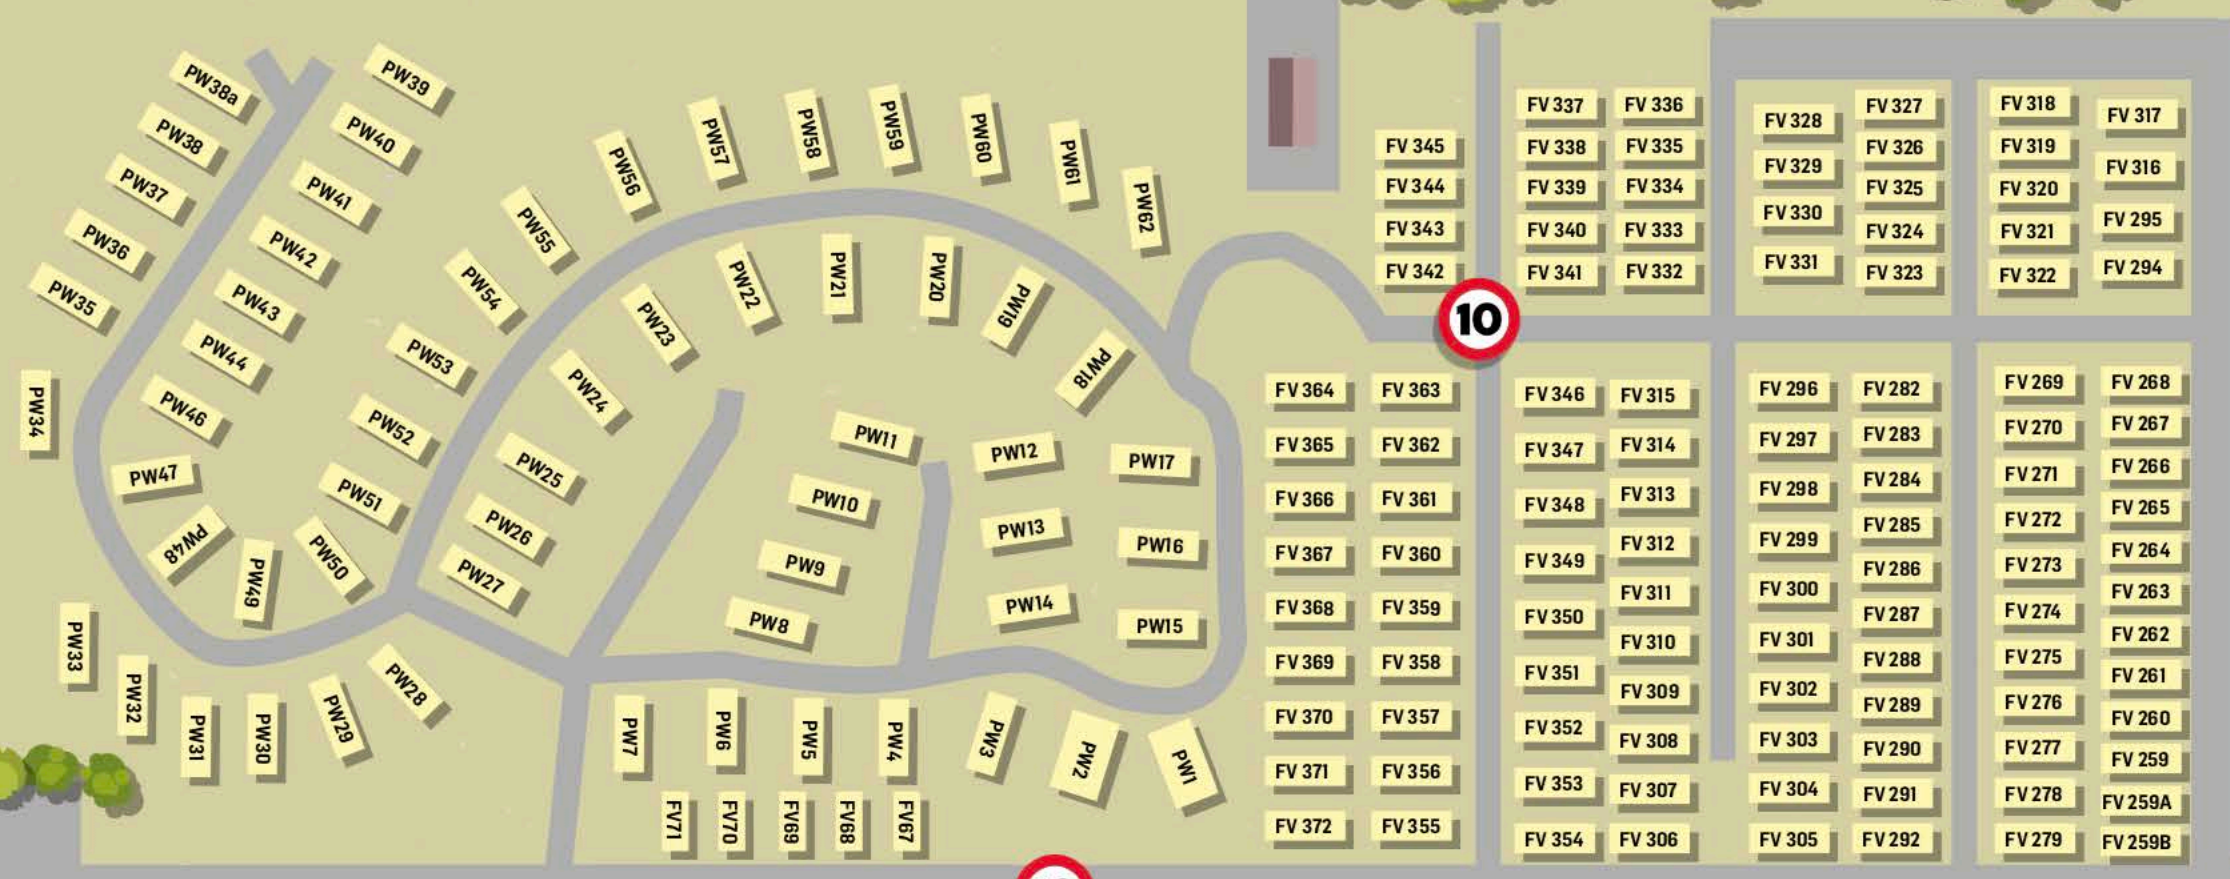 PW38a
PW38
PW37
PW36
PW35
PW34
PW33
PW32
PW31
PW30
PW29
PW28
PW39
PW40
PW41
PW42
PW43
PW44
PW46
PW47
PW48
PW49
PW50
PW51
PW52
PW53
PW54
PW55
PW56
PW57
PW58
PW59
PW60
PW61
PW62
PW27
PW26
PW25
PW24
PW23
PW22
PW21
PW20
PW19
PW18
PW17
PW16
PW15
PW12
PW13
PW14
PW11
PW10
PW9
PW8
PW7
PW6
PW5
PW4
PW3
PW2
PW1
FV71
FV70
FV69
FV68
FV67
FV 345
FV 344
FV 343
FV 342
10
FV 337
FV 338
FV 339
FV 340
FV 341
FV 336
FV 335
FV 334
FV 333
FV 332
FV 328
FV 329
FV 330
FV 331
FV 327
FV 326
FV 325
FV 324
FV 323
FV 318
FV 319
FV 320
FV 321
FV 322
FV 317
FV 316
FV 295
FV 294
FV 364
FV 365
FV 366
FV 367
FV 368
FV 369
FV 370
FV 371
FV 372
FV 363
FV 362
FV 361
FV 360
FV 359
FV 358
FV 357
FV 356
FV 355
FV 346
FV 347
FV 348
FV 349
FV 350
FV 351
FV 352
FV 353
FV 354
FV 315
FV 314
FV 313
FV 312
FV 311
FV 310
FV 309
FV 308
FV 307
FV 306
FV 296
FV 297
FV 298
FV 299
FV 300
FV 301
FV 302
FV 303
FV 304
FV 305
FV 282
FV 283
FV 284
FV 285
FV 286
FV 287
FV 288
FV 289
FV 290
FV 291
FV 292
FV 269
FV 270
FV 271
FV 272
FV 273
FV 274
FV 275
FV 276
FV 277
FV 278
FV 279
FV 268
FV 267
FV 266
FV 265
FV 264
FV 263
FV 262
FV 261
FV 260
FV 259
FV 259A
FV 259B